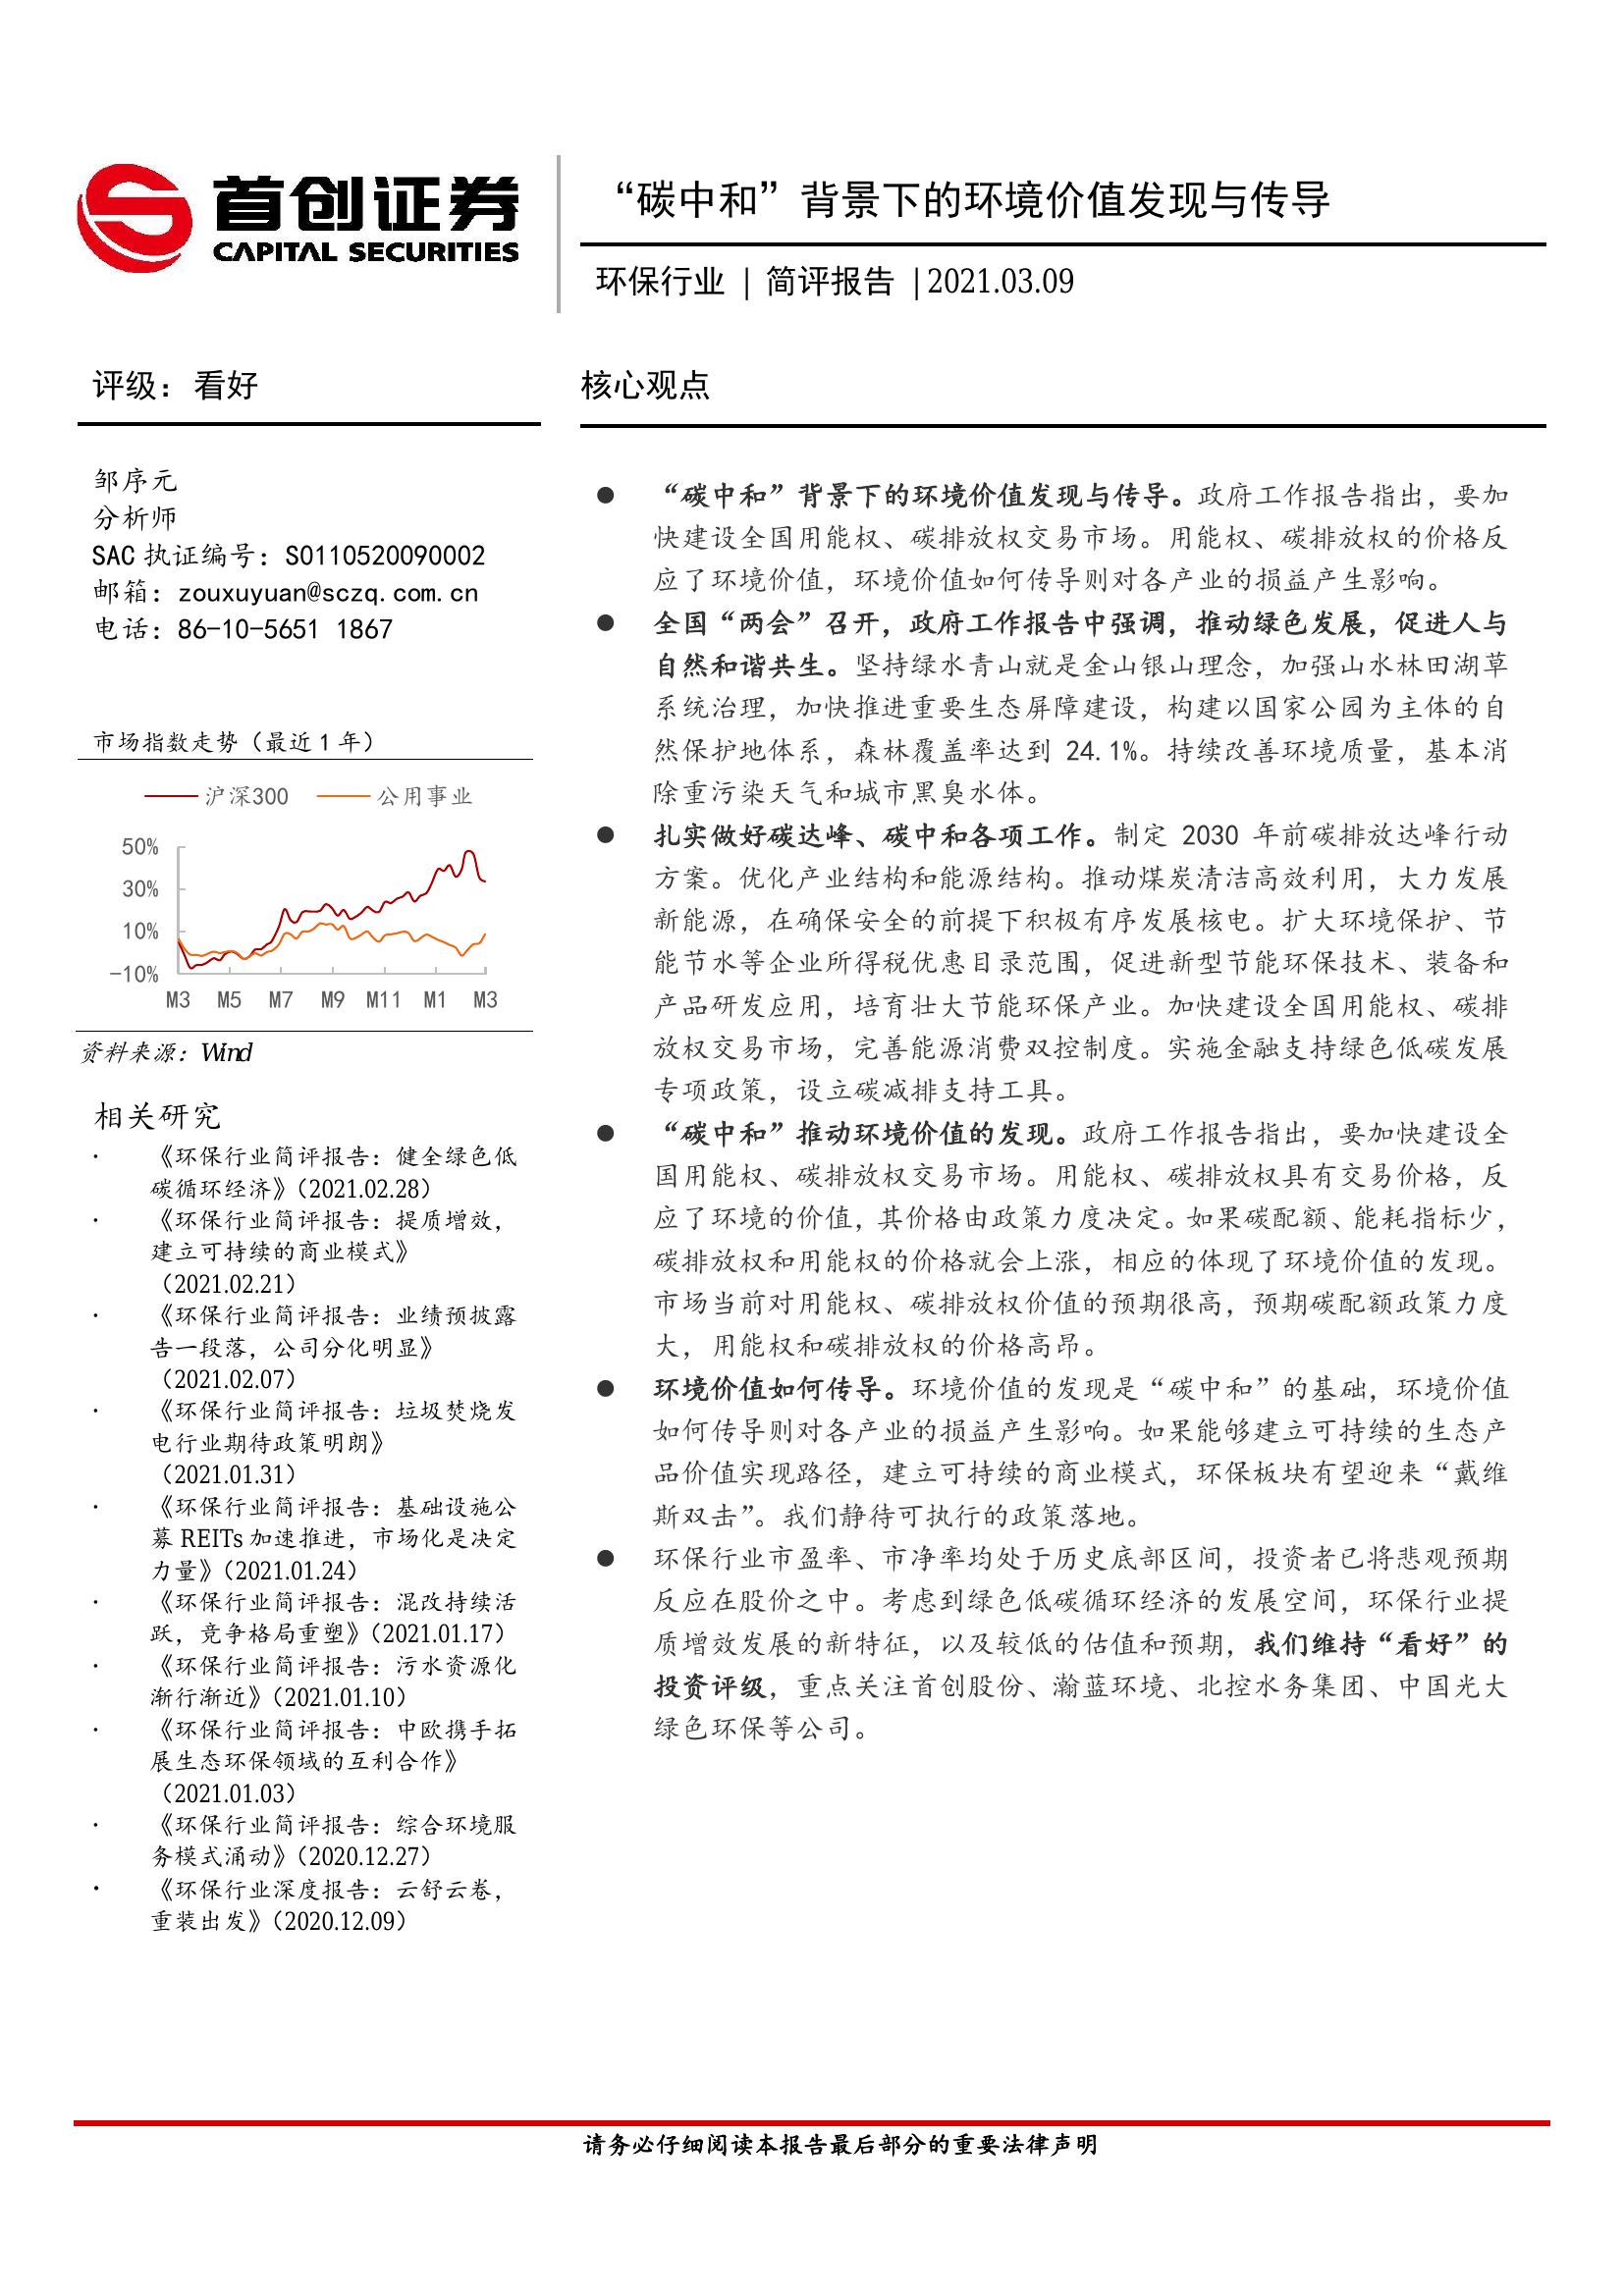 首创证券
CAPITAL SECURITIES
“碳中和”背景下的环境价值发现与传导
环保行业 | 简评报告 |2021.03.09
评级： 看好
邹序元
分析师
SAC 执证编号：S0110520090002
邮箱：zouxuyuan@sczq.com.cn
电话：86-10-5651 1867
市场指数走势（最近 1 年）
沪深300 公用事业
50%
30%
10%
-10%
M3 M5 M7 M9 M11 M1 M3
资料来源：Wind
相关研究
· 《环保行业简评报告：健全绿色低
碳循环经济》（2021.02.28）
· 《环保行业简评报告：提质增效，
建立可持续的商业模式》
（2021.02.21）
· 《环保行业简评报告：业绩预披露
告一段落，公司分化明显》
（2021.02.07）
· 《环保行业简评报告：垃圾焚烧发
电行业期待政策明朗》
（2021.01.31）
· 《环保行业简评报告：基础设施公
募 REITs 加速推进，市场化是决定
力量》（2021.01.24）
· 《环保行业简评报告：混改持续活
跃，竞争格局重塑》（2021.01.17）
· 《环保行业简评报告：污水资源化
渐行渐近》（2021.01.10）
· 《环保行业简评报告：中欧携手拓
展生态环保领域的互利合作》
（2021.01.03）
· 《环保行业简评报告：综合环境服
务模式涌动》（2020.12.27）
· 《环保行业深度报告：云舒云卷，
重装出发》（2020.12.09）
核心观点
● “碳中和”背景下的环境价值发现与传导。政府工作报告指出，要加
快建设全国用能权、碳排放权交易市场。用能权、碳排放权的价格反
应了环境价值，环境价值如何传导则对各产业的损益产生影响。
● 全国“两会”召开，政府工作报告中强调，推动绿色发展，促进人与
自然和谐共生。坚持绿水青山就是金山银山理念，加强山水林田湖草
系统治理，加快推进重要生态屏障建设，构建以国家公园为主体的自
然保护地体系，森林覆盖率达到 24.1%。持续改善环境质量，基本消
除重污染天气和城市黑臭水体。
● 扎实做好碳达峰、碳中和各项工作。制定 2030 年前碳排放达峰行动
方案。优化产业结构和能源结构。推动煤炭清洁高效利用，大力发展
新能源，在确保安全的前提下积极有序发展核电。扩大环境保护、节
能节水等企业所得税优惠目录范围，促进新型节能环保技术、装备和
产品研发应用，培育壮大节能环保产业。加快建设全国用能权、碳排
放权交易市场，完善能源消费双控制度。实施金融支持绿色低碳发展
专项政策，设立碳减排支持工具。
● “碳中和”推动环境价值的发现。政府工作报告指出，要加快建设全
国用能权、碳排放权交易市场。用能权、碳排放权具有交易价格，反
应了环境的价值，其价格由政策力度决定。如果碳配额、能耗指标少，
碳排放权和用能权的价格就会上涨，相应的体现了环境价值的发现。
市场当前对用能权、碳排放权价值的预期很高，预期碳配额政策力度
大，用能权和碳排放权的价格高昂。
● 环境价值如何传导。环境价值的发现是“碳中和”的基础，环境价值
如何传导则对各产业的损益产生影响。如果能够建立可持续的生态产
品价值实现路径，建立可持续的商业模式，环保板块有望迎来“戴维
斯双击”。我们静待可执行的政策落地。
● 环保行业市盈率、市净率均处于历史底部区间，投资者已将悲观预期
反应在股价之中。考虑到绿色低碳循环经济的发展空间，环保行业提
质增效发展的新特征，以及较低的估值和预期，我们维持“看好”的
投资评级，重点关注首创股份、瀚蓝环境、北控水务集团、中国光大
绿色环保等公司。
请务必仔细阅读本报告最后部分的重要法律声明